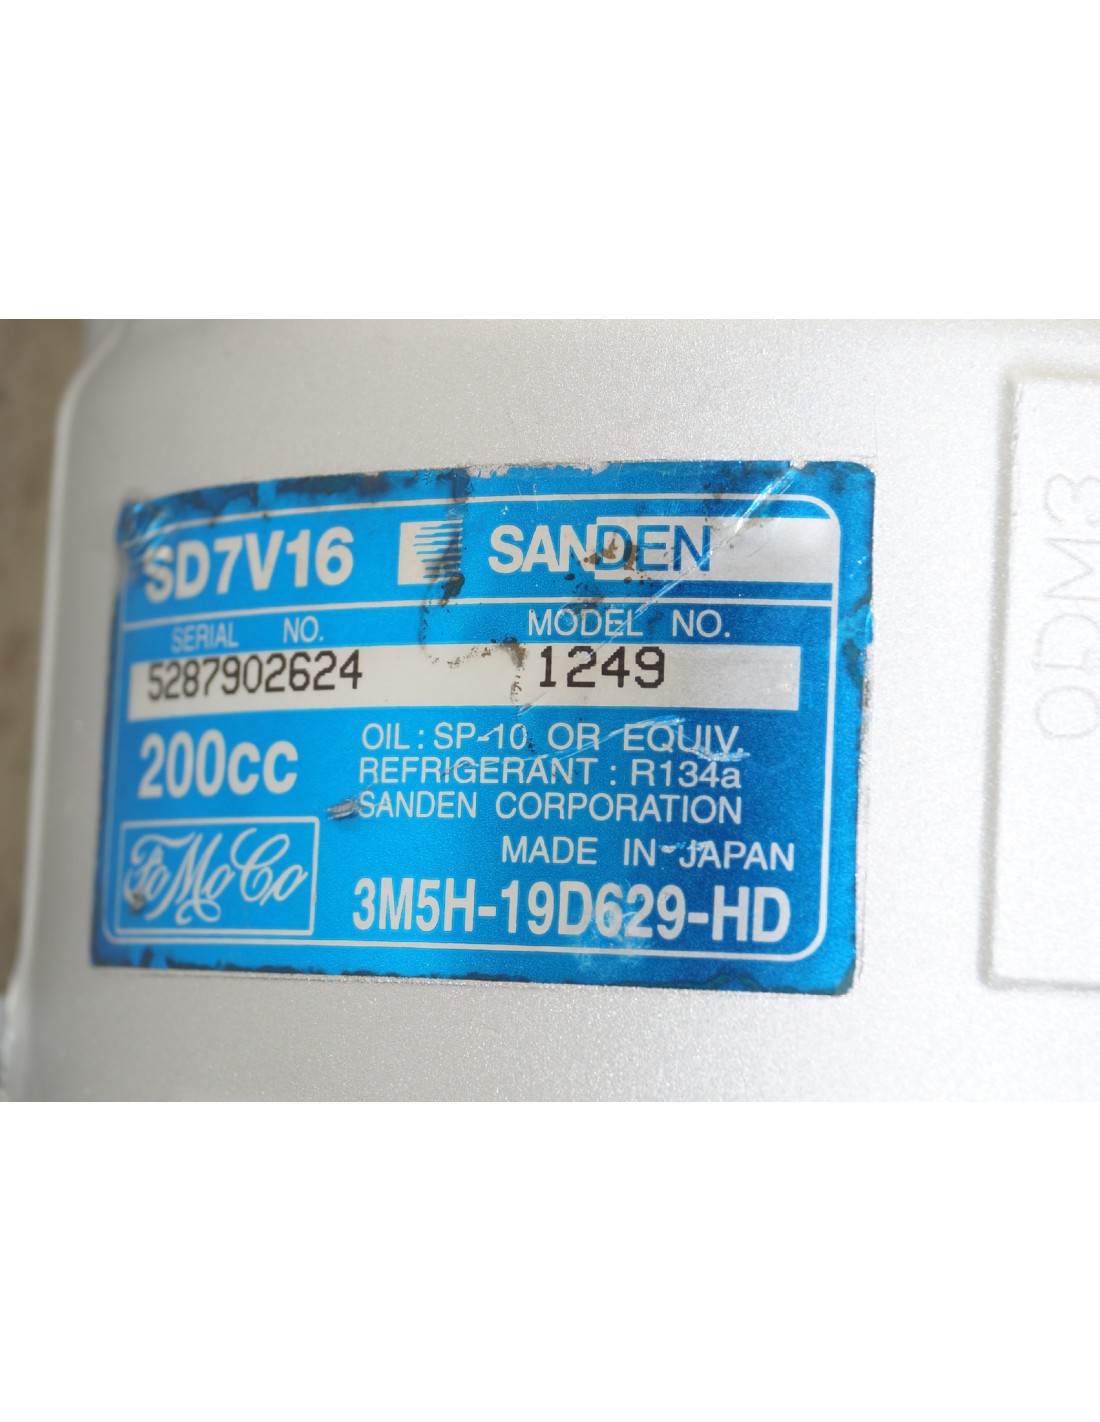 SD7V16 SANDEN
SERIAL NO. MODEL NO.
5287902624 1249
200cc
OIL : SP-10 OR EQUIV.
REFRIGERANT : R134a
SANDEN CORPORATION
MADE IN JAPAN
FoMoCo
3M5H-19D629-HD
0DM3